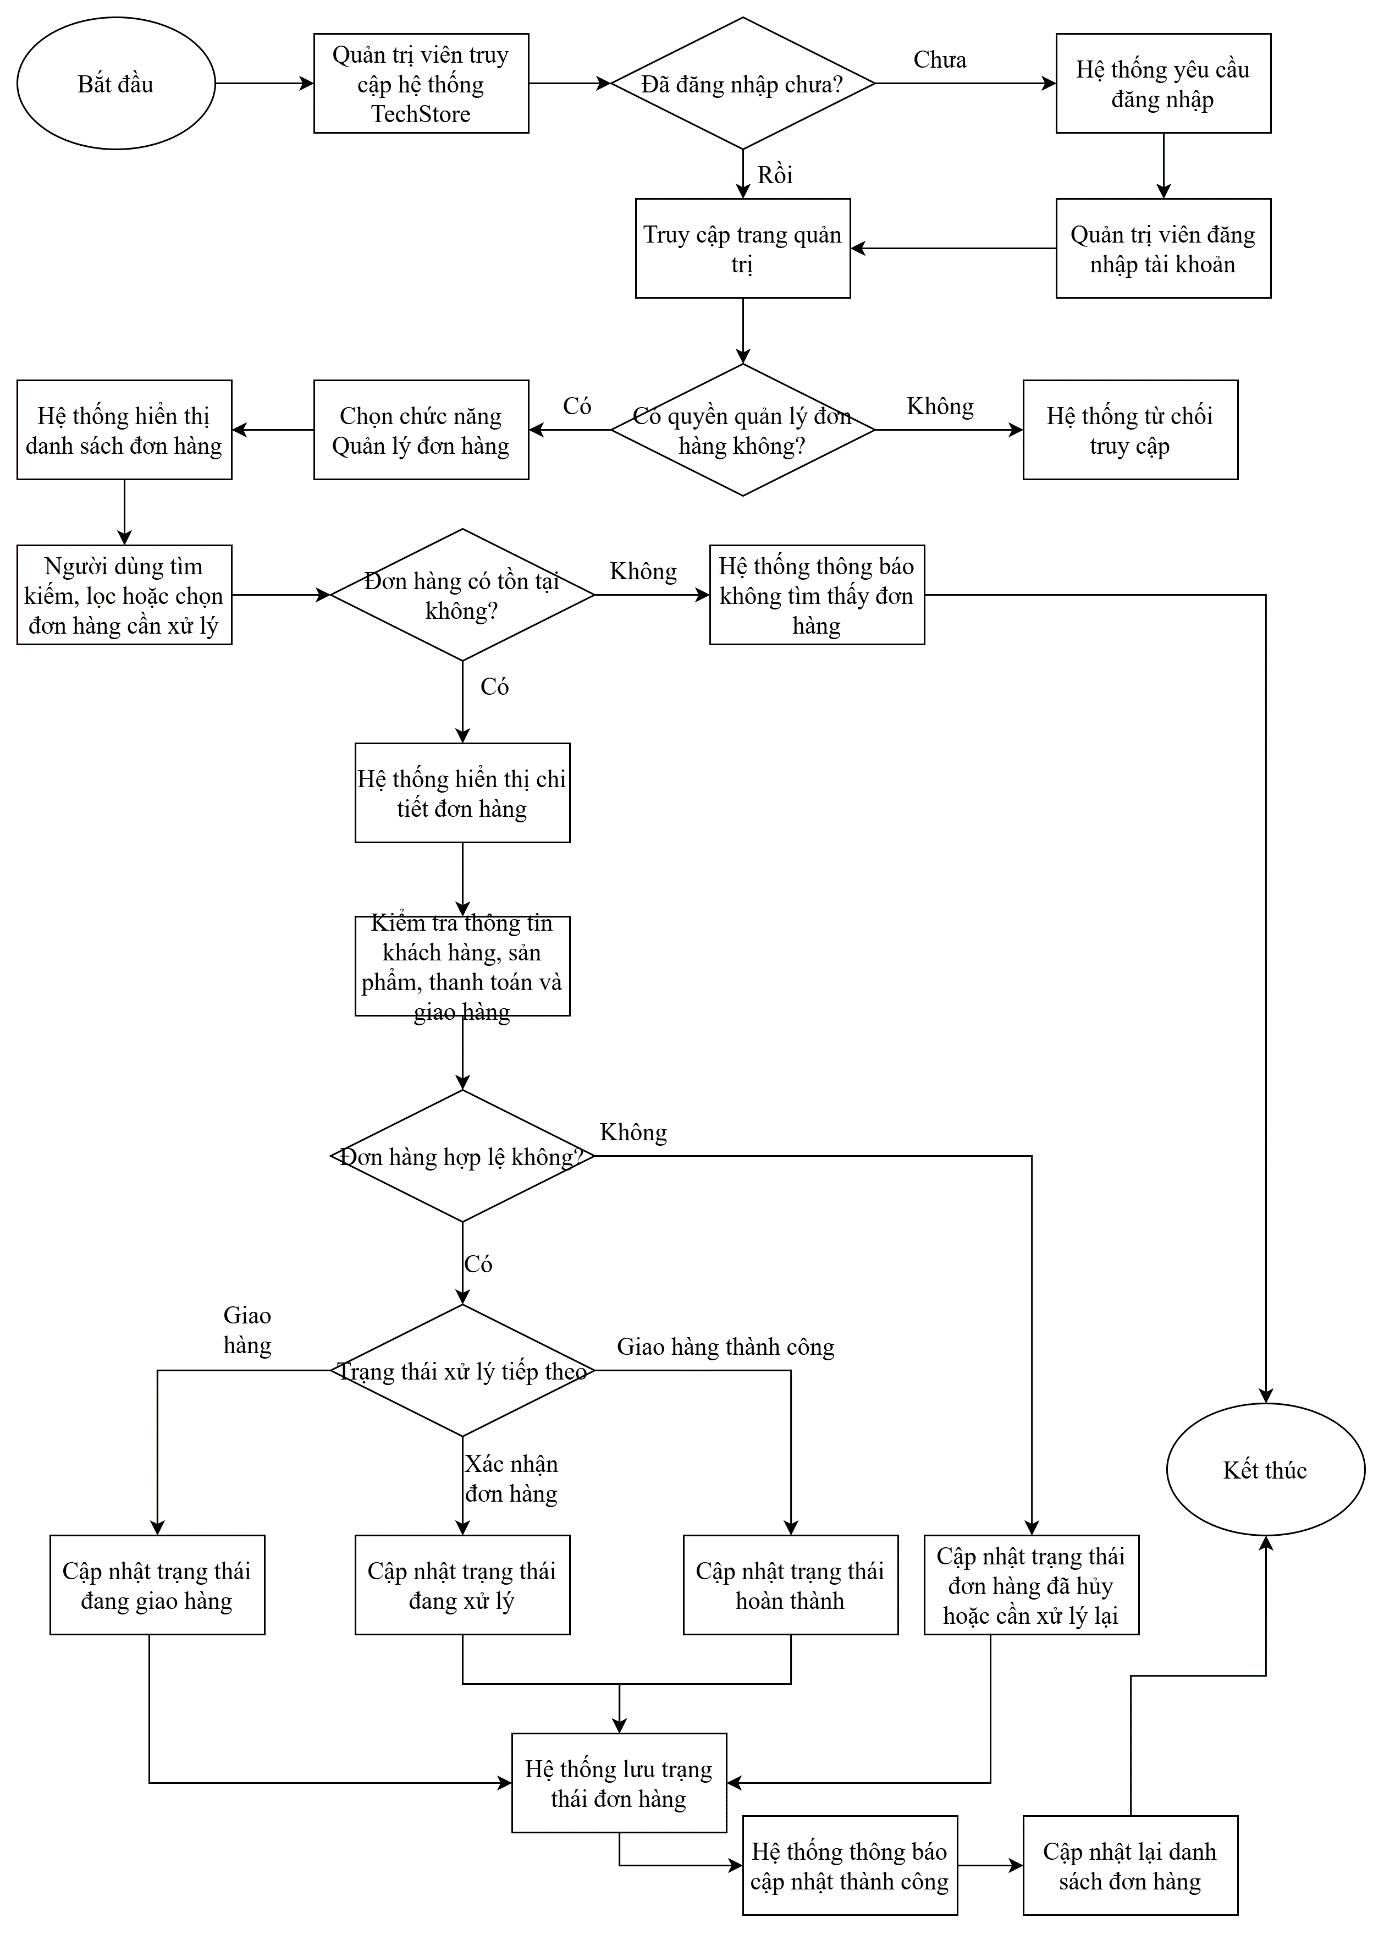 Bắt đầu
Quản trị viên truy
cập hệ thống
TechStore
Đã đăng nhập chưa?
Chưa
Hệ thống yêu cầu
đăng nhập
Rồi
Truy cập trang quản
trị
Quản trị viên đăng
nhập tài khoản
Hệ thống hiển thị
danh sách đơn hàng
Chọn chức năng
Quản lý đơn hàng
Có
Có quyền quản lý đơn
hàng không?
Không
Hệ thống từ chối
truy cập
Người dùng tìm
kiếm, lọc hoặc chọn
đơn hàng cần xử lý
Đơn hàng có tồn tại
không?
Không
Hệ thống thông báo
không tìm thấy đơn
hàng
Có
Hệ thống hiển thị chi
tiết đơn hàng
Kiểm tra thông tin
khách hàng, sản
phẩm, thanh toán và
giao hàng
Đơn hàng hợp lệ không?
Không
Có
Giao
hàng
Trạng thái xử lý tiếp theo
Giao hàng thành công
Xác nhận
đơn hàng
Kết thúc
Cập nhật trạng thái
đang giao hàng
Cập nhật trạng thái
đang xử lý
Cập nhật trạng thái
hoàn thành
Cập nhật trạng thái
đơn hàng đã hủy
hoặc cần xử lý lại
Hệ thống lưu trạng
thái đơn hàng
Hệ thống thông báo
cập nhật thành công
Cập nhật lại danh
sách đơn hàng